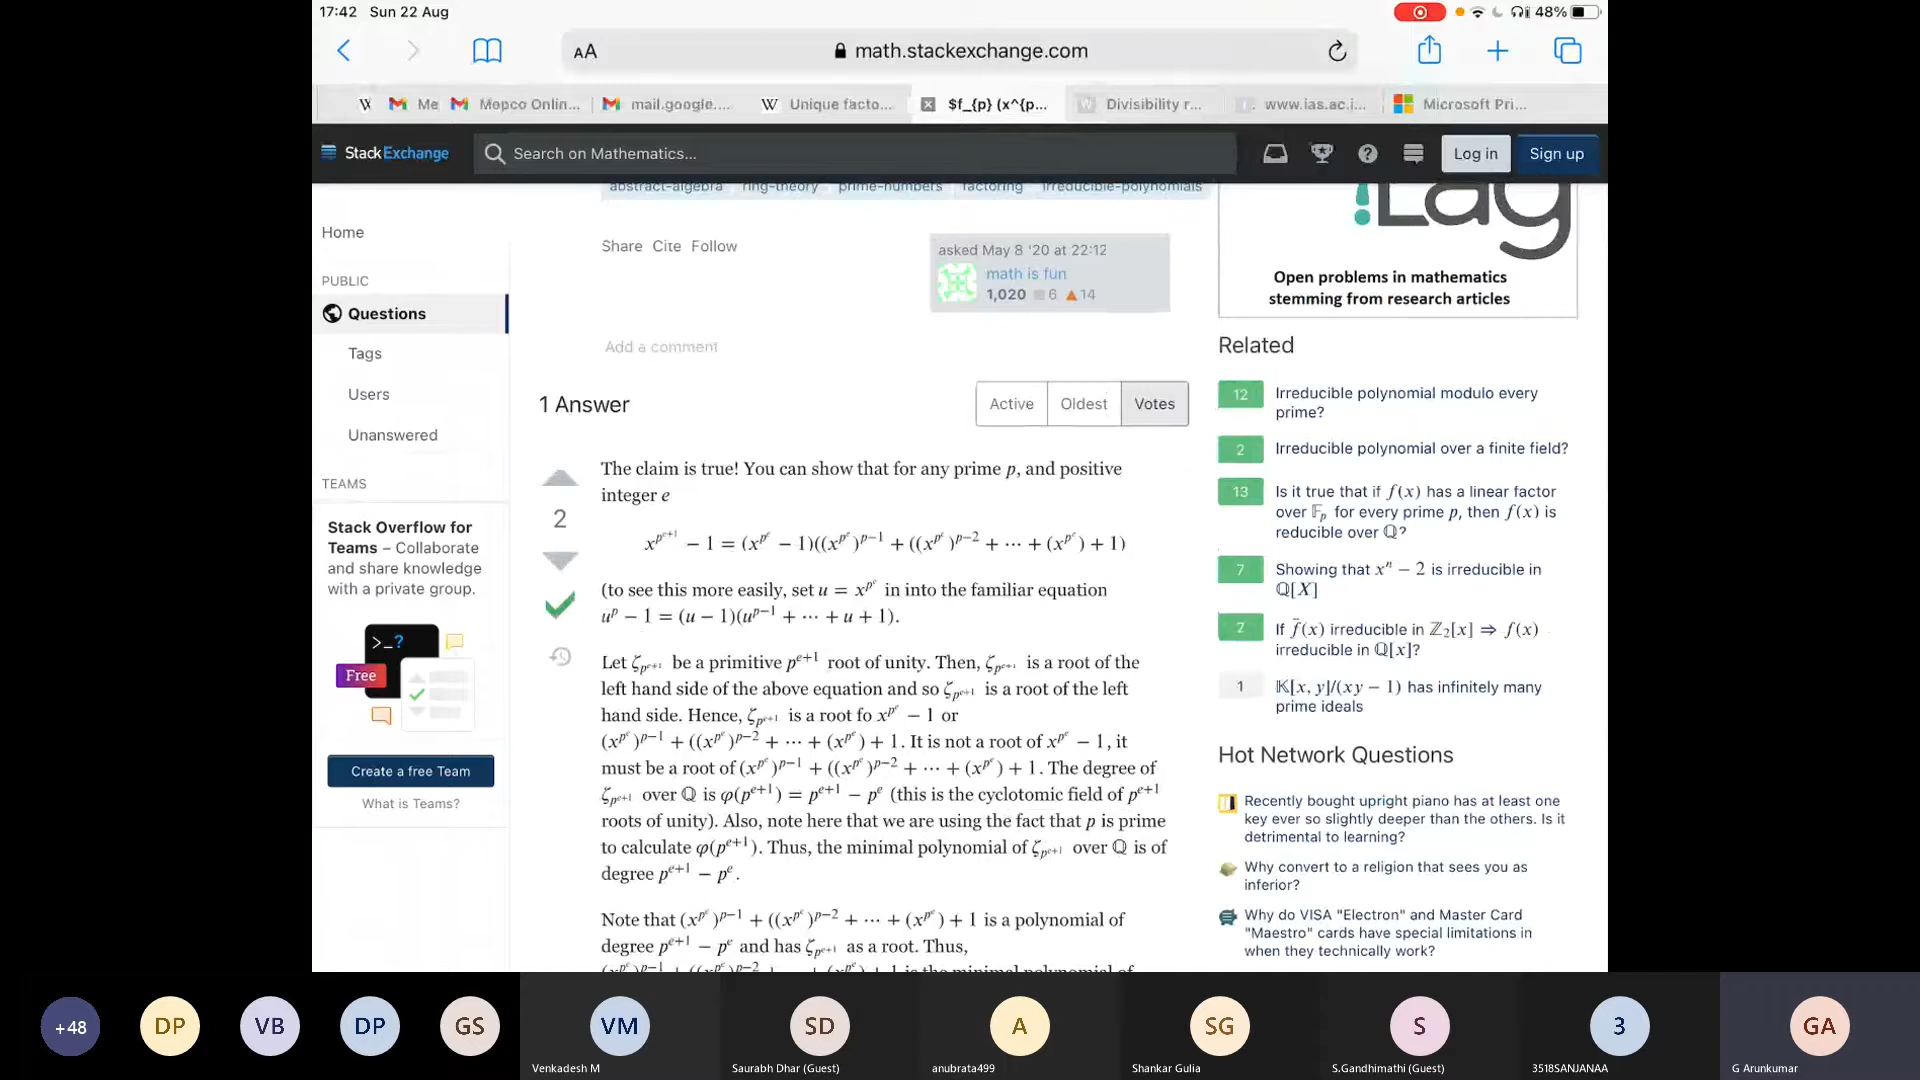 17:42 Sun 22 Aug
48%
AA
math.stackexchange.com
W
Me
Mepco Onlin...
mail.google....
W Unique facto...
$f_{p} (x^{p...
Divisibility r...
www.ias.ac.i...
Microsoft Pri...
StackExchange
Search on Mathematics...
Log in
Sign up
abstract-algebra ring-theory prime-numbers factoring irreducible-polynomials
Home
PUBLIC
Questions
Tags
Users
Unanswered
TEAMS
Stack Overflow for
Teams – Collaborate
and share knowledge
with a private group.
>_?
Free
Create a free Team
What is Teams?
Share Cite Follow
asked May 8 '20 at 22:12
math is fun
1,020 6 14
Add a comment
1 Answer
Active
Oldest
Votes
2
The claim is true! You can show that for any prime p, and positive
integer e
x^{p^{e+1}} − 1 = (x^{p^e} − 1)((x^{p^e})^{p−1} + ((x^{p^e})^{p−2} + ⋯ + (x^{p^e}) + 1)
(to see this more easily, set u = x^{p^e} in into the familiar equation
u^p − 1 = (u − 1)(u^{p−1} + ⋯ + u + 1).
Let ζ_{p^{e+1}} be a primitive p^{e+1} root of unity. Then, ζ_{p^{e+1}} is a root of the
left hand side of the above equation and so ζ_{p^{e+1}} is a root of the left
hand side. Hence, ζ_{p^{e+1}} is a root fo x^{p^e} − 1 or
(x^{p^e})^{p−1} + ((x^{p^e})^{p−2} + ⋯ + (x^{p^e}) + 1. It is not a root of x^{p^e} − 1, it
must be a root of (x^{p^e})^{p−1} + ((x^{p^e})^{p−2} + ⋯ + (x^{p^e}) + 1. The degree of
ζ_{p^{e+1}} over ℚ is φ(p^{e+1}) = p^{e+1} − p^e (this is the cyclotomic field of p^{e+1}
roots of unity). Also, note here that we are using the fact that p is prime
to calculate φ(p^{e+1}). Thus, the minimal polynomial of ζ_{p^{e+1}} over ℚ is of
degree p^{e+1} − p^e.
Note that (x^{p^e})^{p−1} + ((x^{p^e})^{p−2} + ⋯ + (x^{p^e}) + 1 is a polynomial of
degree p^{e+1} − p^e and has ζ_{p^{e+1}} as a root. Thus,
(x^{p^e})^{p−1} + ((x^{p^e})^{p−2} + ⋯ + (x^{p^e}) + 1 is the minimal polynomial of
iLag
Open problems in mathematics
stemming from research articles
Related
12 Irreducible polynomial modulo every
prime?
2 Irreducible polynomial over a finite field?
13 Is it true that if f(x) has a linear factor
over 𝔽_p for every prime p, then f(x) is
reducible over ℚ?
7 Showing that x^n − 2 is irreducible in
ℚ[X]
2 If f̄(x) irreducible in ℤ_2[x] ⇒ f(x)
irreducible in ℚ[x]?
1 𝕂[x, y]/(xy − 1) has infinitely many
prime ideals
Hot Network Questions
Recently bought upright piano has at least one
key ever so slightly deeper than the others. Is it
detrimental to learning?
Why convert to a religion that sees you as
inferior?
Why do VISA "Electron" and Master Card
"Maestro" cards have special limitations in
when they technically work?
+48
DP
VB
DP
GS
VM
SD
A
SG
S
3
GA
Venkadesh M
Saurabh Dhar (Guest)
anubrata499
Shankar Gulia
S.Gandhimathi (Guest)
3518SANJANAA
G Arunkumar